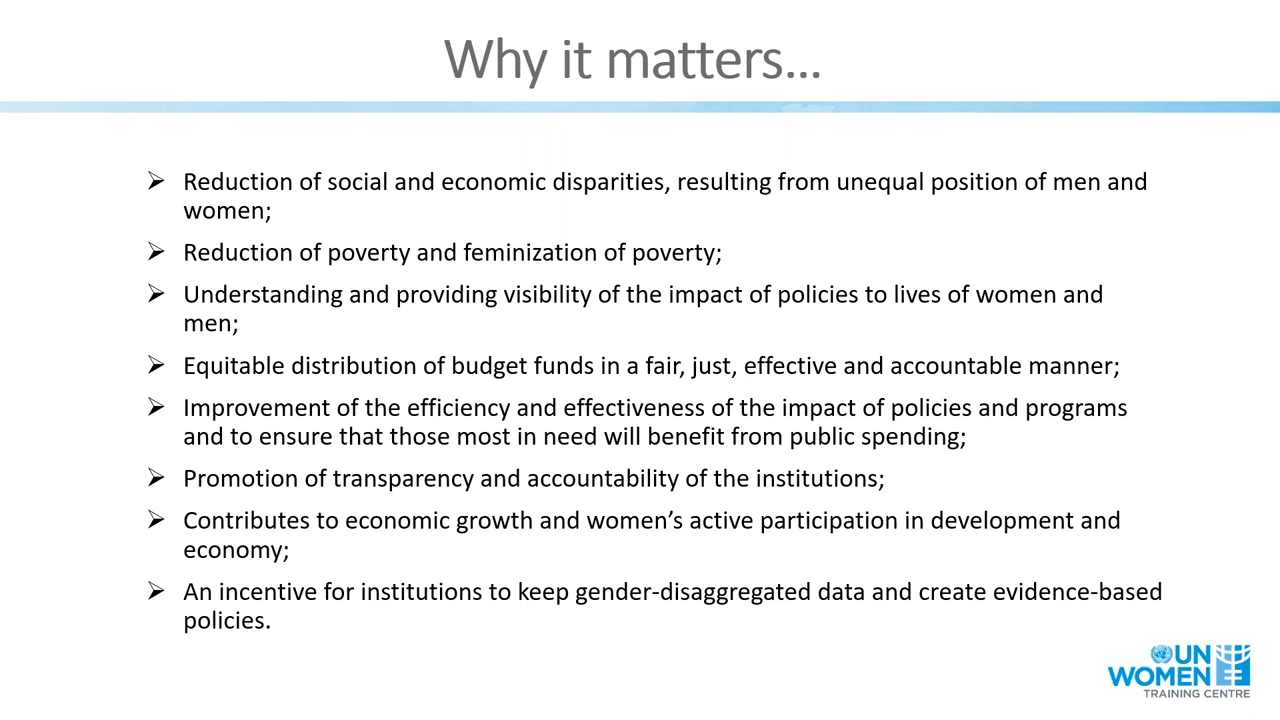 Why it matters...
Reduction of social and economic disparities, resulting from unequal position of men and
women;
Reduction of poverty and feminization of poverty;
Understanding and providing visibility of the impact of policies to lives of women and
men;
Equitable distribution of budget funds in a fair, just, effective and accountable manner;
Improvement of the efficiency and effectiveness of the impact of policies and programs
and to ensure that those most in need will benefit from public spending;
Promotion of transparency and accountability of the institutions;
Contributes to economic growth and women’s active participation in development and
economy;
An incentive for institutions to keep gender-disaggregated data and create evidence-based
policies.
UN
WOMEN
TRAINING CENTRE